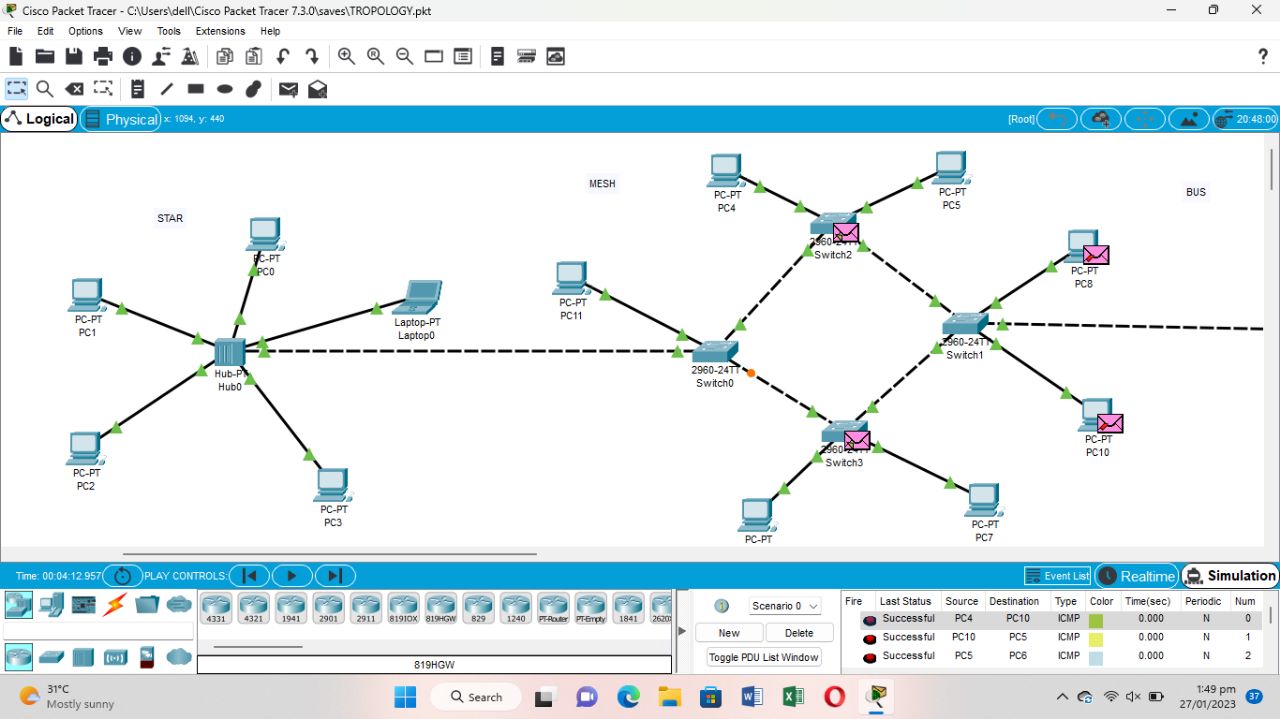 Cisco Packet Tracer - C:\Users\dell\Cisco Packet Tracer 7.3.0\saves\TROPOLOGY.pkt
File Edit Options View Tools Extensions Help
?
Logical Physical x: 1094, y: 440 [Root] 20:48:00
STAR
MESH
BUS
PC-PT
PC0
PC-PT
PC1
Laptop-PT
Laptop0
Hub-PT
Hub0
PC-PT
PC2
PC-PT
PC3
PC-PT
PC4
PC-PT
PC5
2960-24TT
Switch2
PC-PT
PC11
PC-PT
PC8
2960-24TT
Switch1
2960-24TT
Switch0
2960-24TT
Switch3
PC-PT
PC10
PC-PT
PC-PT
PC7
Time: 00:04:12.957 PLAY CONTROLS: Event List Realtime Simulation
4331 4321 1941 2901 2911 819IOX 819HGW 829 1240 PT-Router PT-Empty 1841 2620X
819HGW
Scenario 0
New Delete
Toggle PDU List Window
Fire Last Status Source Destination Type Color Time(sec) Periodic Num
Successful PC4 PC10 ICMP 0.000 N 0
Successful PC10 PC5 ICMP 0.000 N 1
Successful PC5 PC6 ICMP 0.000 N 2
31°C
Mostly sunny
Search
1:49 pm
27/01/2023
37